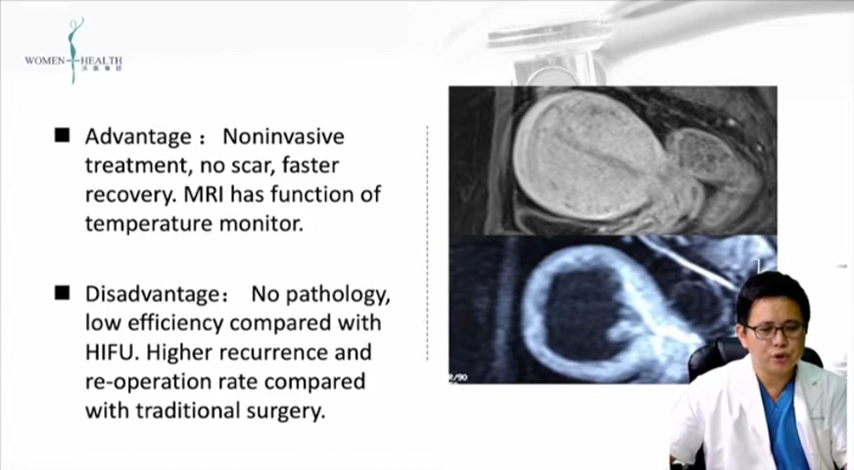 WOMEN HEALTH
Advantage： Noninvasive
treatment, no scar, faster
recovery. MRI has function of
temperature monitor.
Disadvantage： No pathology,
low efficiency compared with
HIFU. Higher recurrence and
re-operation rate compared
with traditional surgery.